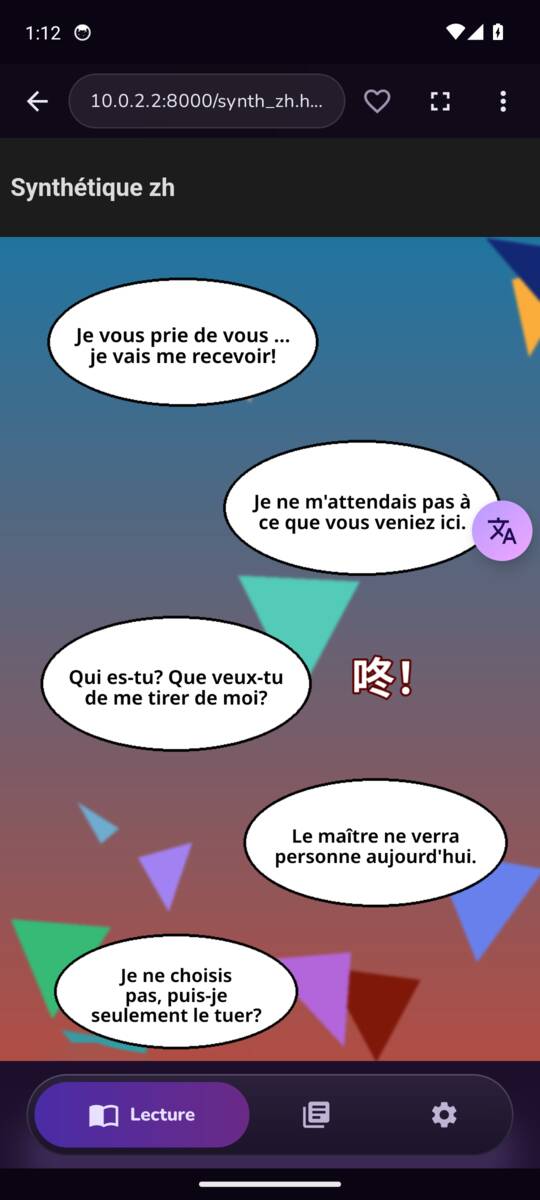 1:12
10.0.2.2:8000/synth_zh.h...
Synthétique zh
Je vous prie de vous ...
je vais me recevoir!
Je ne m'attendais pas à
ce que vous veniez ici.
Qui es-tu? Que veux-tu
de me tirer de moi?
咚!
Le maître ne verra
personne aujourd'hui.
Je ne choisis
pas, puis-je
seulement le tuer?
Lecture